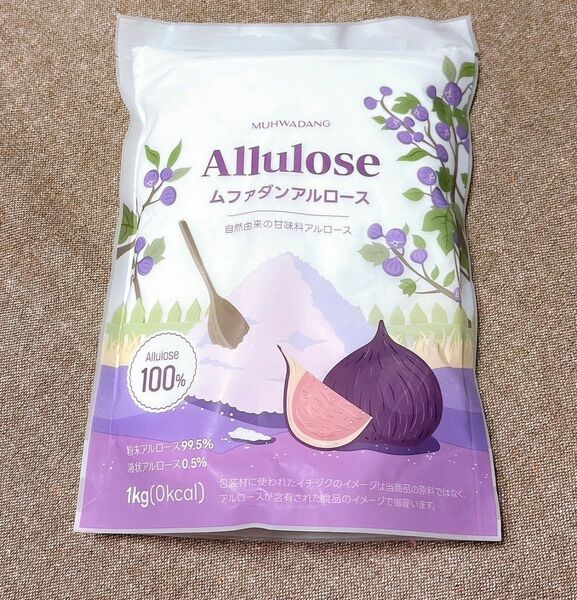 MUHWADANG
Allulose
ムファダンアルロース
自然由来の甘味料アルロース
Allulose
100%
粉末アルロース99.5%
液状アルロース0.5%
1kg(0kcal)
包装材に使われたイチジクのイメージは当商品の原料ではなく、
アルロースが含有された食品のイメージで御座います。